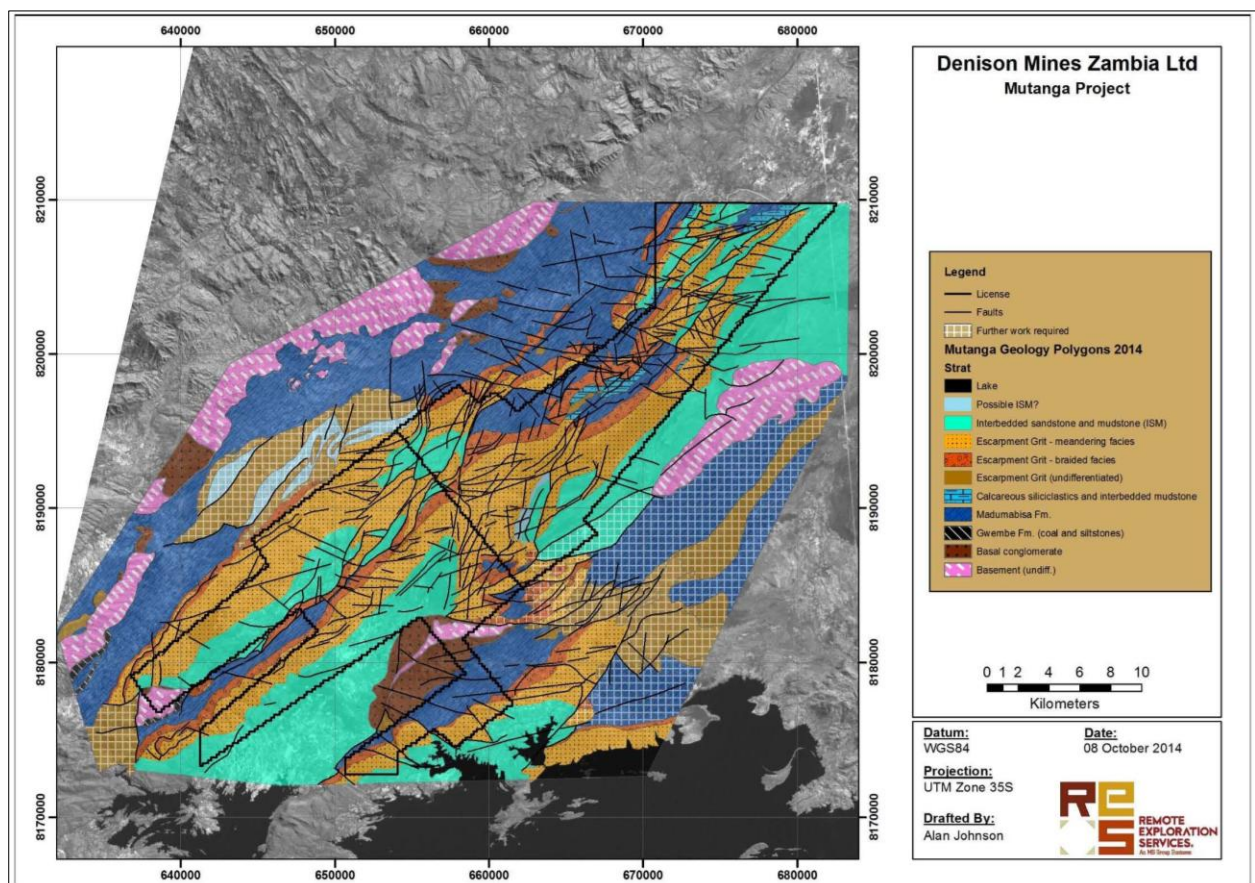 640000 650000 660000 670000 680000
8210000 8210000
8200000 8200000
8190000 8190000
8180000 8180000
8170000 8170000
640000 650000 660000 670000 680000
Denison Mines Zambia Ltd
Mutanga Project
Legend
License
Faults
Further work required
Mutanga Geology Polygons 2014
Strat
Lake
Possible ISM?
Interbedded sandstone and mudstone (ISM)
Escarpment Grit - meandering facies
Escarpment Grit - braided facies
Escarpment Grit (undifferentiated)
Calcareous siliciclastics and interbedded mudstone
Madumabisa Fm.
Gwembe Fm. (coal and siltstones)
Basal conglomerate
Basement (undiff.)
0 1 2 4 6 8 10
Kilometers
Datum:
WGS84
Date:
08 October 2014
Projection:
UTM Zone 35S
Drafted By:
Alan Johnson
RES
REMOTE
EXPLORATION
SERVICES.